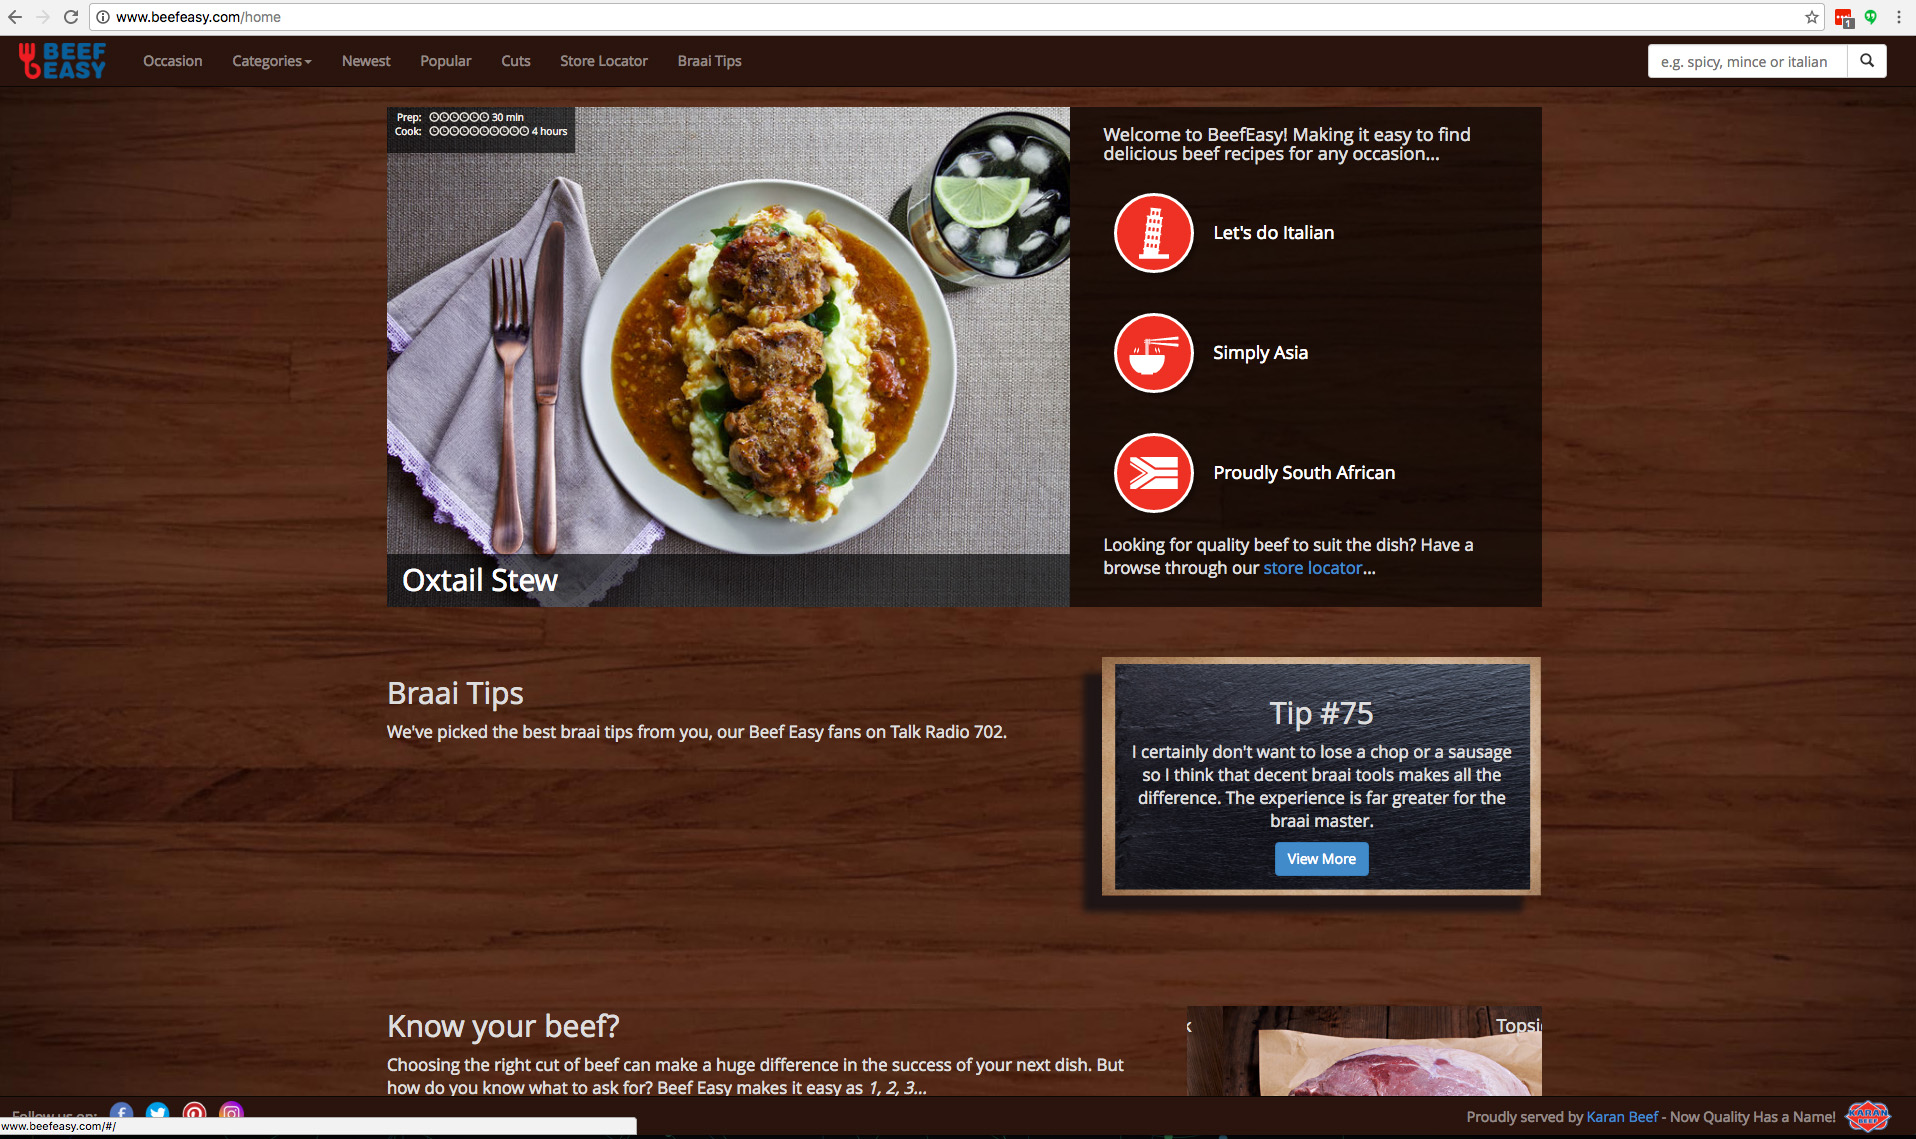 www.beefeasy.com/home
1
BEEF
EASY
Occasion
Categories
Newest
Popular
Cuts
Store Locator
Braai Tips
e.g. spicy, mince or italian
Prep: 30 min
Cook: 4 hours
Oxtail Stew
Welcome to BeefEasy! Making it easy to find
delicious beef recipes for any occasion...
Let's do Italian
Simply Asia
Proudly South African
Looking for quality beef to suit the dish? Have a
browse through our store locator...
Braai Tips
We've picked the best braai tips from you, our Beef Easy fans on Talk Radio 702.
Tip #75
I certainly don't want to lose a chop or a sausage
so I think that decent braai tools makes all the
difference. The experience is far greater for the
braai master.
View More
Know your beef?
Choosing the right cut of beef can make a huge difference in the success of your next dish. But
how do you know what to ask for? Beef Easy makes it easy as 1, 2, 3...
k
Topsi
Follow us on:
Proudly served by Karan Beef - Now Quality Has a Name!
KARAN
BEEF
www.beefeasy.com/#/